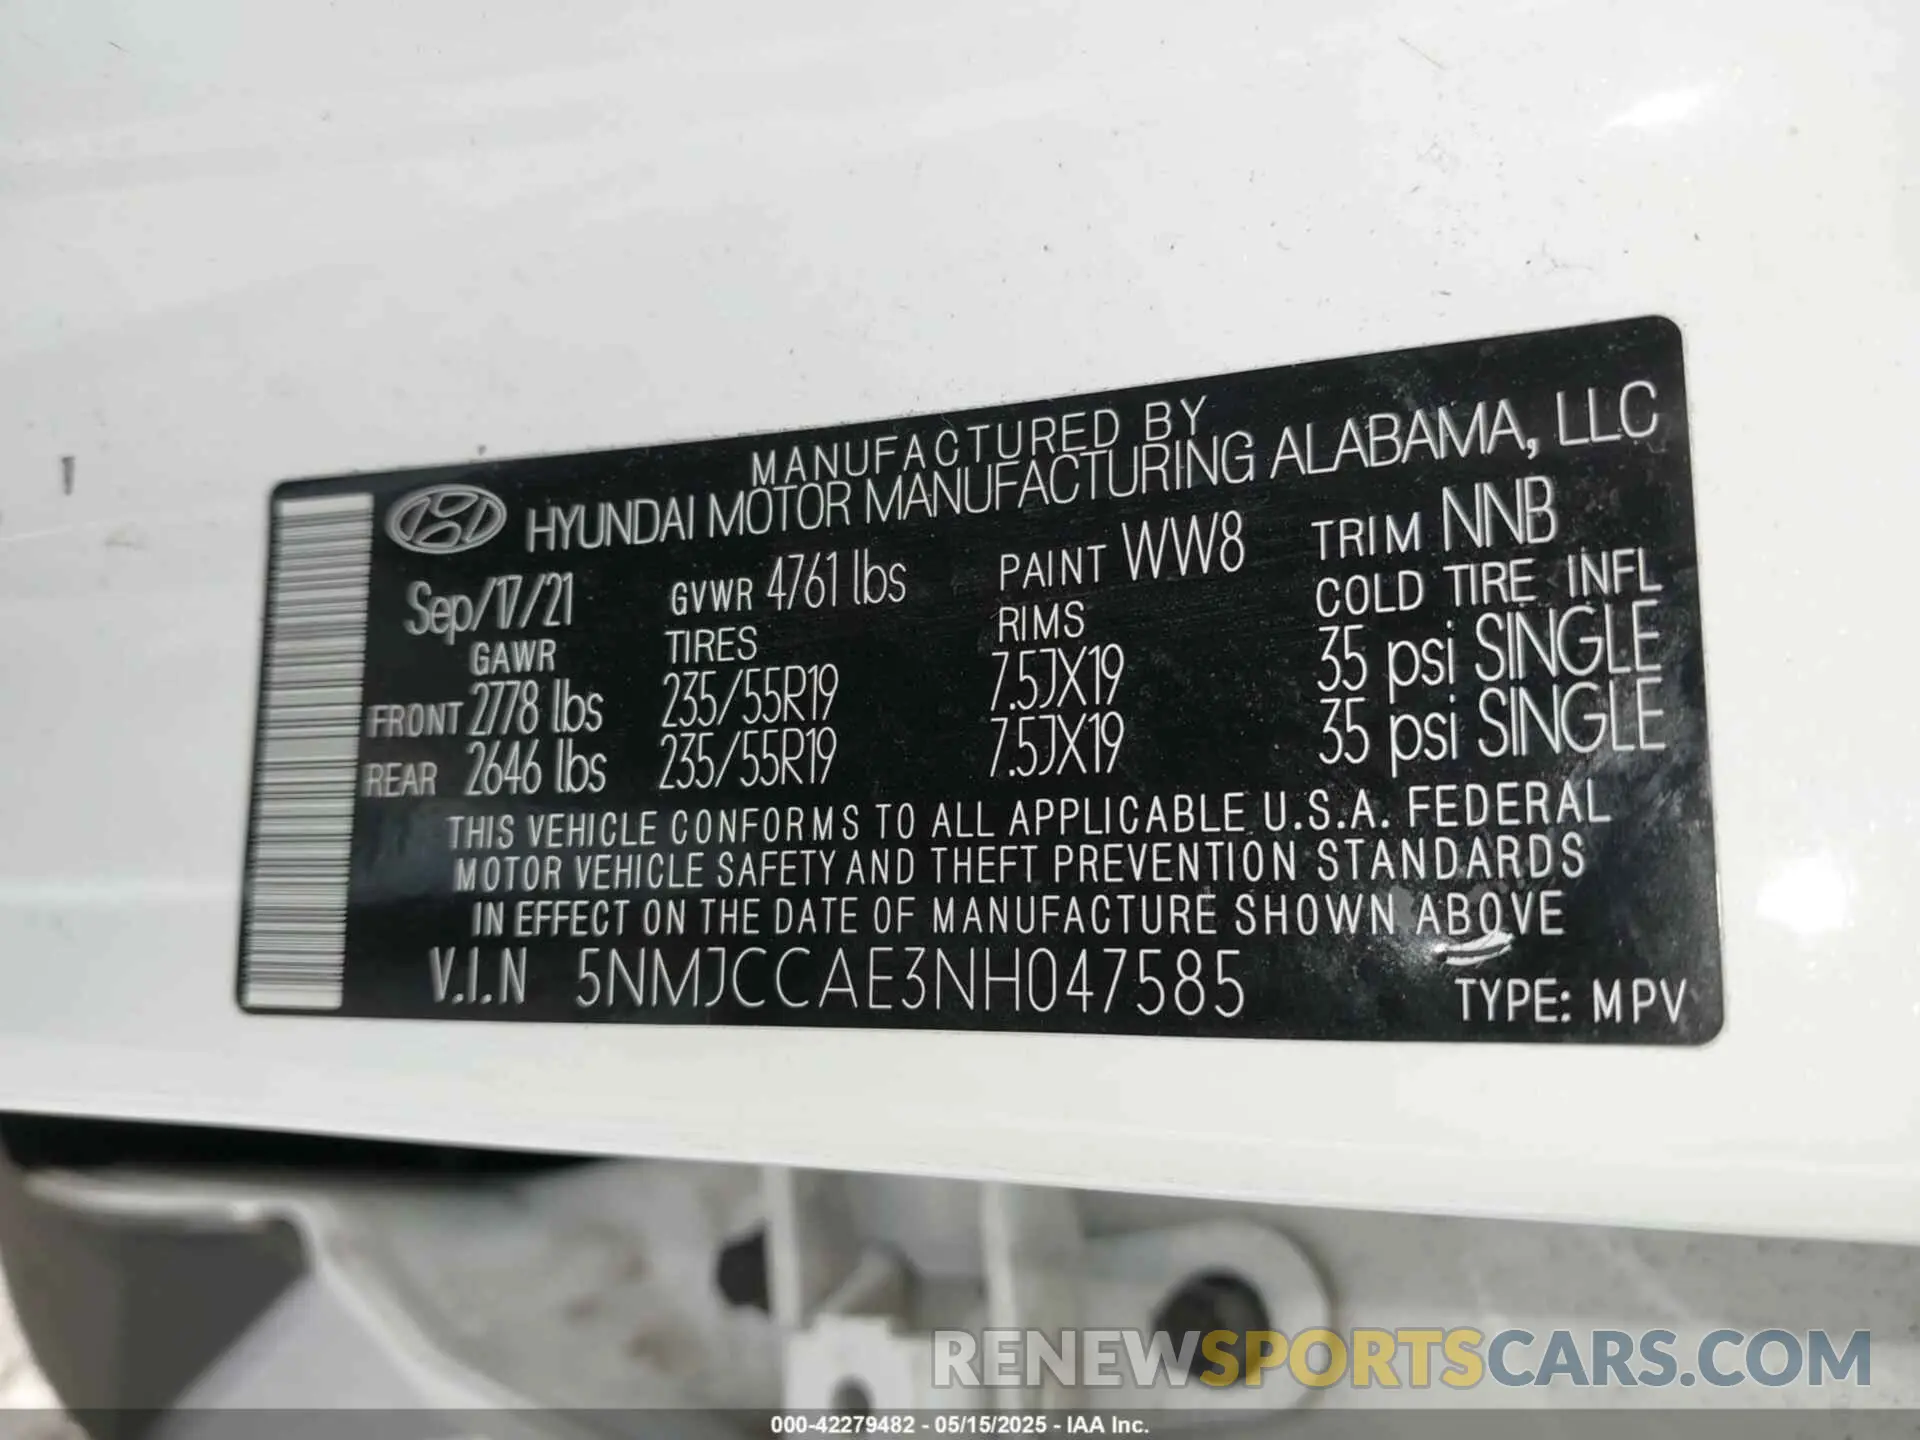 MANUFACTURED BY
HYUNDAI MOTOR MANUFACTURING ALABAMA, LLC
Sep/17/21 GVWR 4761 lbs PAINT WW8 TRIM NNB
GAWR TIRES RIMS COLD TIRE INFL
FRONT 2778 lbs 235/55R19 7.5JX19 35 psi SINGLE
REAR 2646 lbs 235/55R19 7.5JX19 35 psi SINGLE
THIS VEHICLE CONFORMS TO ALL APPLICABLE U.S.A. FEDERAL
MOTOR VEHICLE SAFETY AND THEFT PREVENTION STANDARDS
IN EFFECT ON THE DATE OF MANUFACTURE SHOWN ABOVE
V.I.N 5NMJCCAE3NH047585 TYPE: MPV
RENEWSPORTSCARS.COM
000-42279482 - 05/15/2025 - IAA Inc.